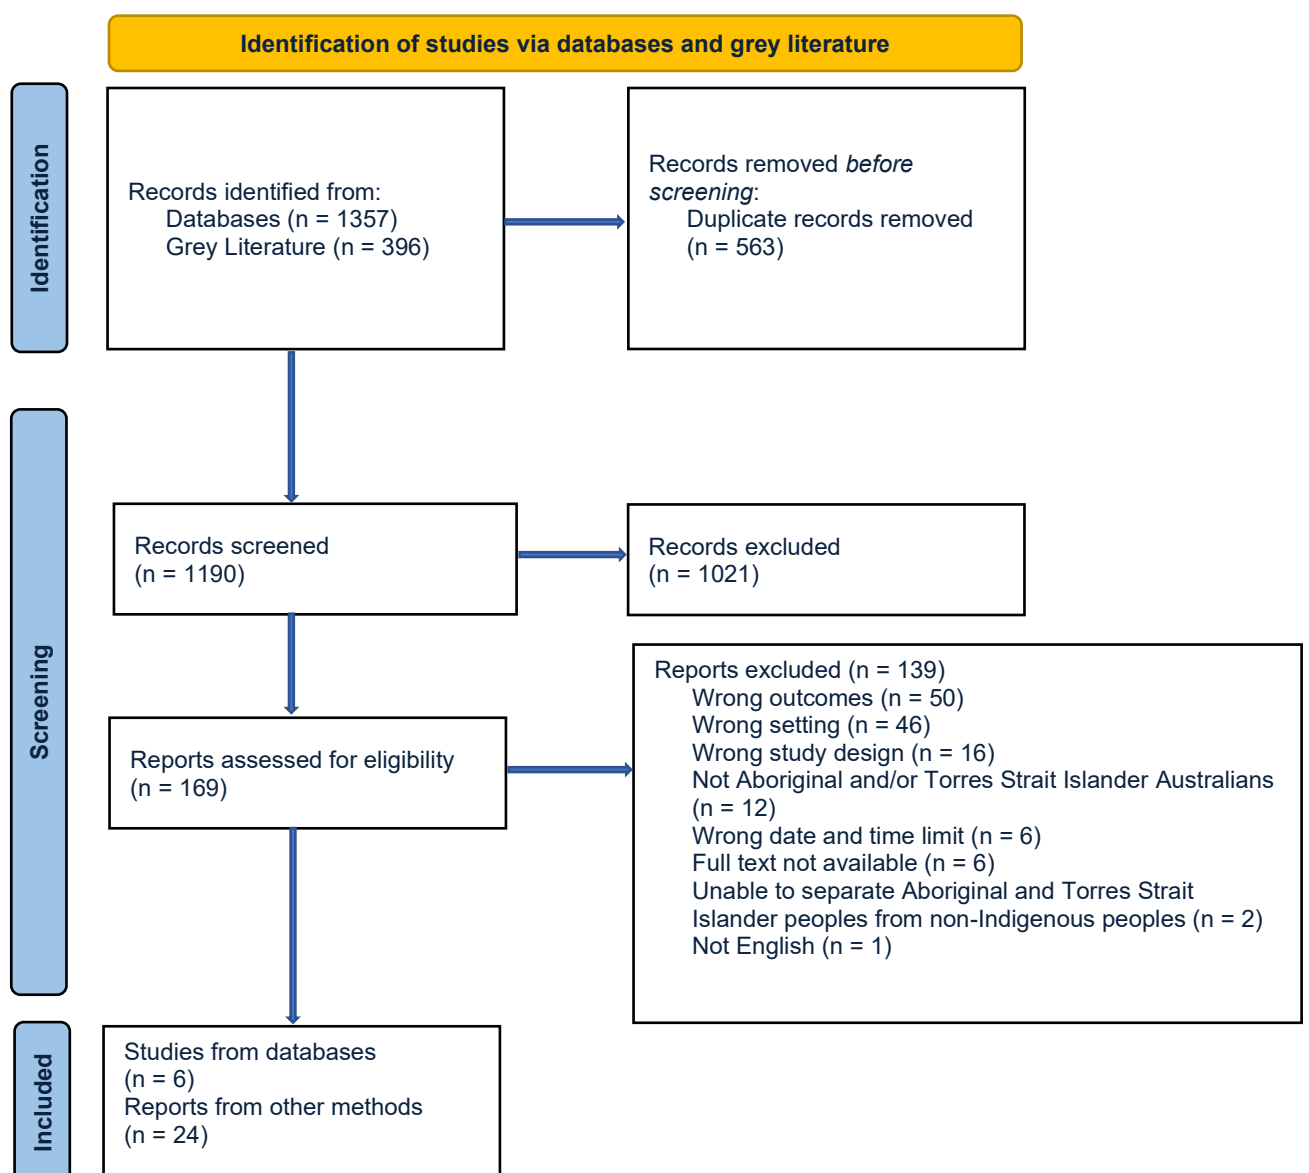 Identification of studies via databases and grey literature
Identification
Records identified from:
Databases (n = 1357)
Grey Literature (n = 396)
Records removed before
screening:
Duplicate records removed
(n = 563)
Screening
Records screened
(n = 1190)
Records excluded
(n = 1021)
Reports assessed for eligibility
(n = 169)
Reports excluded (n = 139)
Wrong outcomes (n = 50)
Wrong setting (n = 46)
Wrong study design (n = 16)
Not Aboriginal and/or Torres Strait Islander Australians
(n = 12)
Wrong date and time limit (n = 6)
Full text not available (n = 6)
Unable to separate Aboriginal and Torres Strait
Islander peoples from non-Indigenous peoples (n = 2)
Not English (n = 1)
Included
Studies from databases
(n = 6)
Reports from other methods
(n = 24)